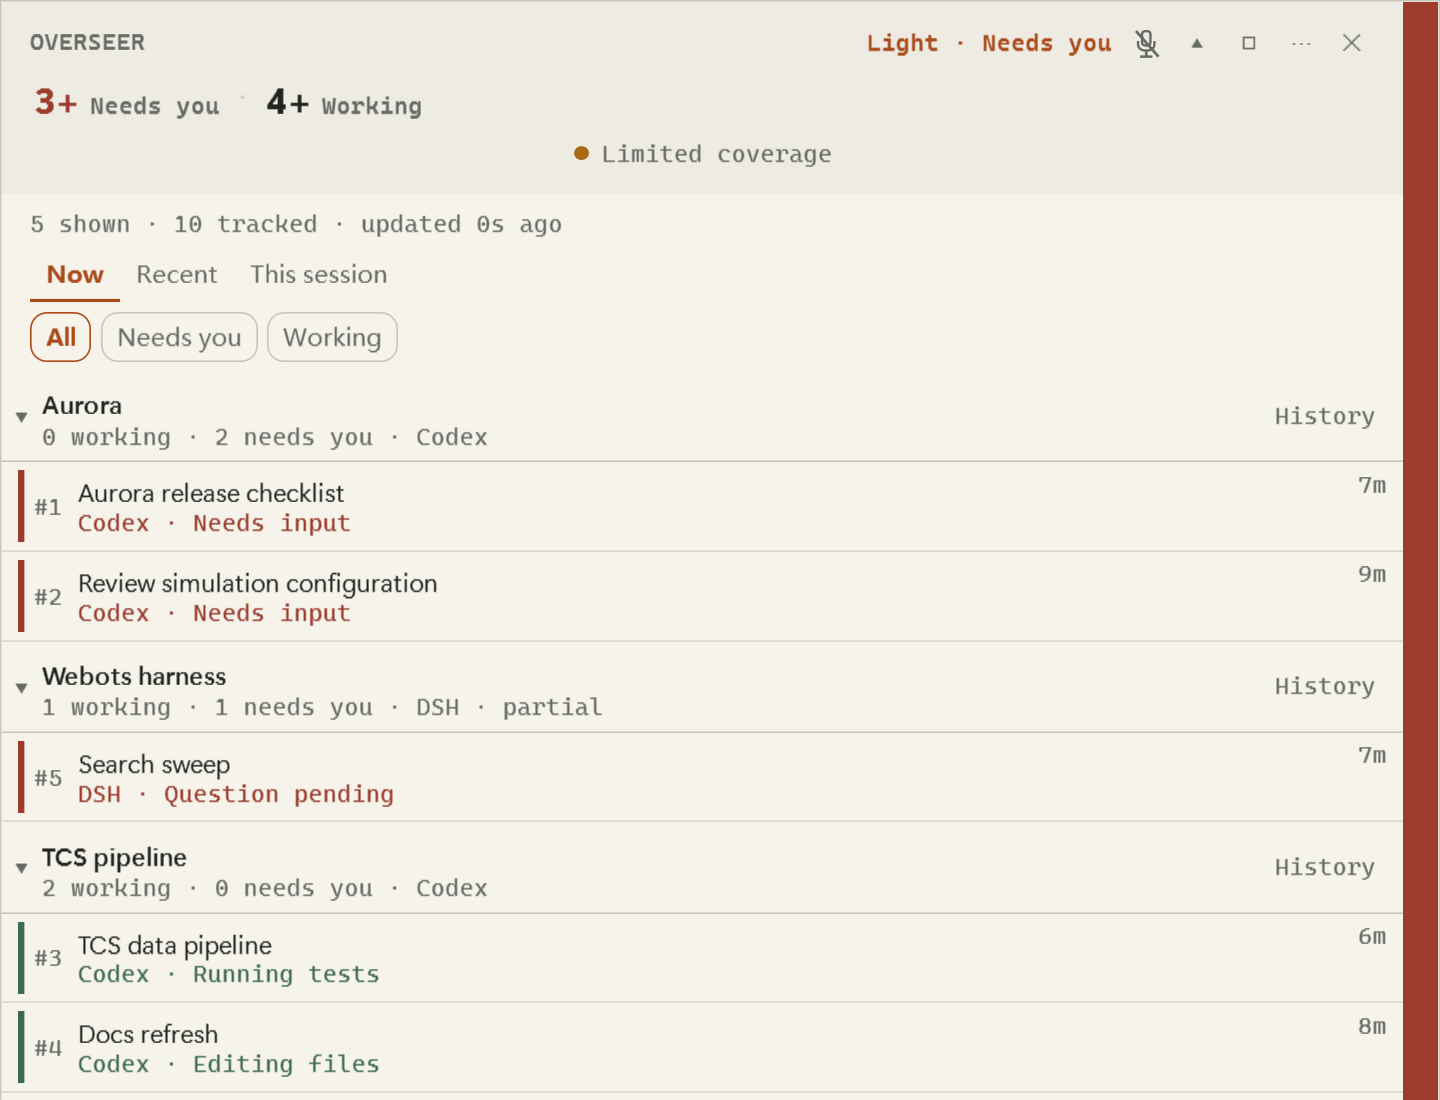 OVERSEER
Light · Needs you ···
3+ Needs you · 4+ Working
Limited coverage
5 shown · 10 tracked · updated 0s ago
Now Recent This session
All Needs you Working
Aurora
0 working · 2 needs you · Codex
History
#1 Aurora release checklist 7m
Codex · Needs input
#2 Review simulation configuration 9m
Codex · Needs input
Webots harness
1 working · 1 needs you · DSH · partial
History
#5 Search sweep 7m
DSH · Question pending
TCS pipeline
2 working · 0 needs you · Codex
History
#3 TCS data pipeline 6m
Codex · Running tests
#4 Docs refresh 8m
Codex · Editing files